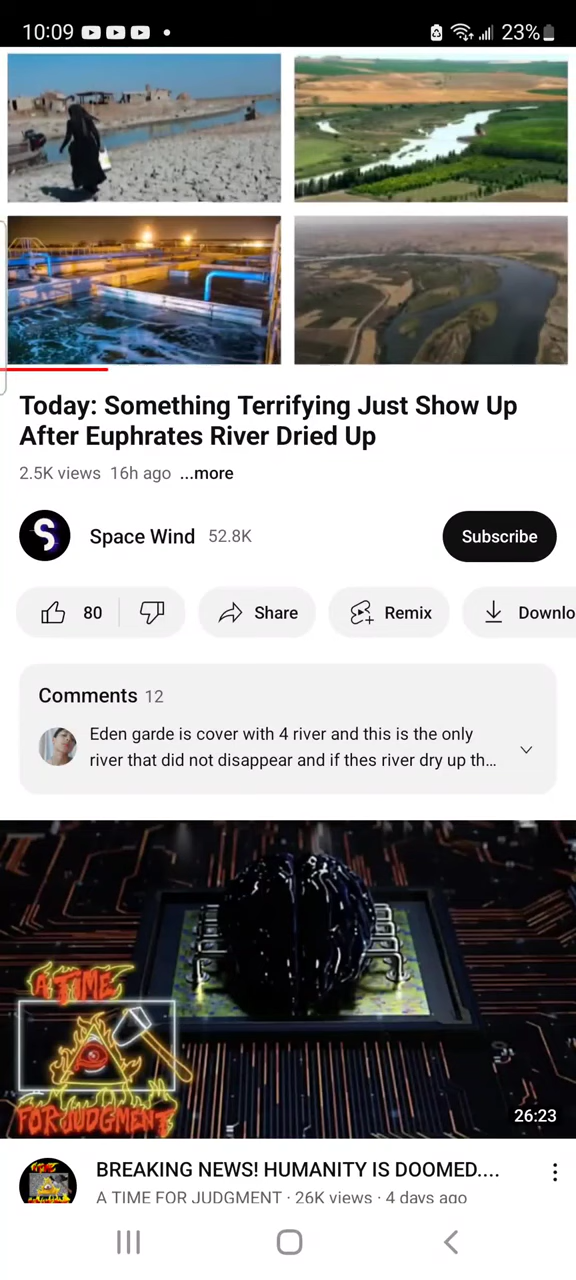 10:09
23%
Today: Something Terrifying Just Show Up
After Euphrates River Dried Up
2.5K views 16h ago ...more
Space Wind 52.8K
Subscribe
80
Share
Remix
Downlo
Comments 12
Eden garde is cover with 4 river and this is the only
river that did not disappear and if thes river dry up th...
A TIME
FOR JUDGMENT
26:23
BREAKING NEWS! HUMANITY IS DOOMED....
A TIME FOR JUDGMENT · 26K views · 4 days ago